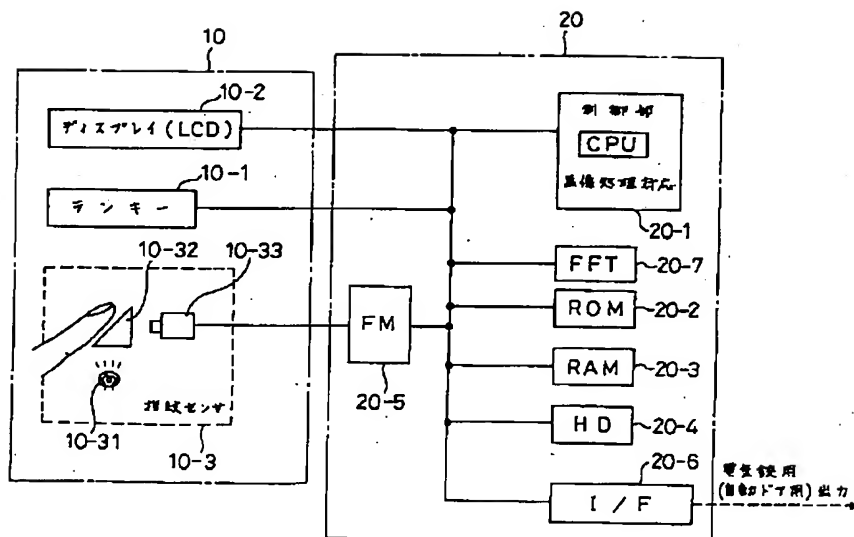 10
20
10-2
ディスプレイ(LCD)
10-1
テンキー
10-32
10-33
指紋センサ
10-31
10-3
FM
20-5
制御部
CPU
画像処理対応
20-1
FFT
20-7
ROM
20-2
RAM
20-3
HD
20-4
20-6
I/F
電気錠用
(自動ドア用)出力